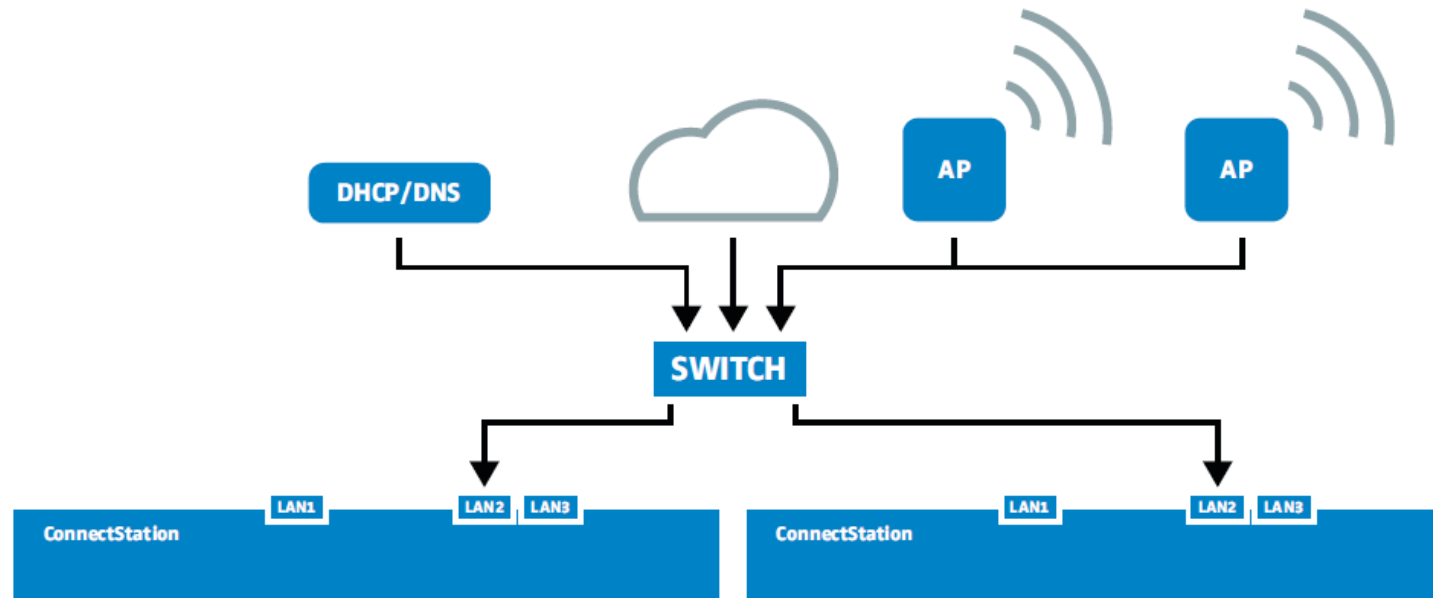 AP
AP
DHCP/DNS
SWITCH
LAN1
LAN2
LAN3
LAN1
LAN2
LAN3
ConnectStation
ConnectStation